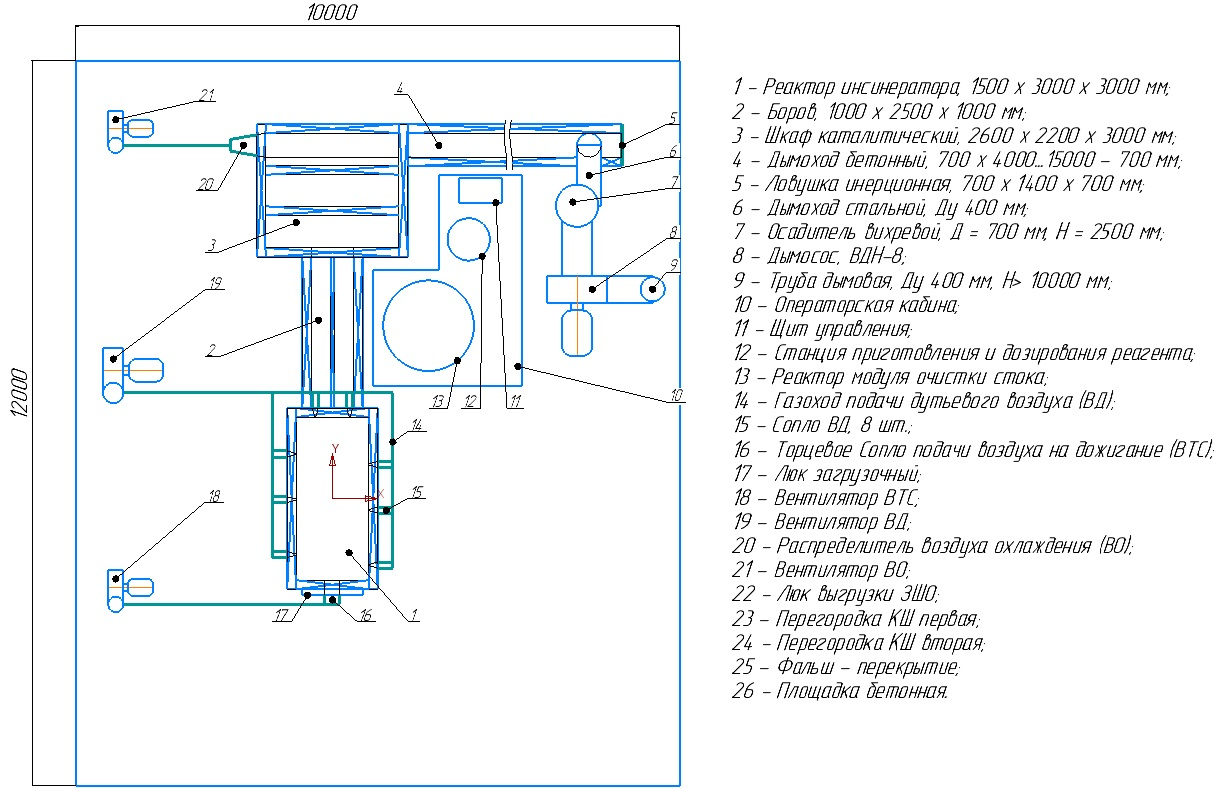 10000
12000
21
20
4
5
6
7
3
8
9
19
2
13
12
11
10
14
15
18
17
16
1
Y
X
1 – Реактор инсинератора, 1500 х 3000 х 3000 мм;
2 – Боров, 1000 х 2500 х 1000 мм;
3 – Шкаф каталитический, 2600 х 2200 х 3000 мм;
4 – Дымоход бетонный, 700 х 4000...15000 – 700 мм;
5 – Ловушка инерционная, 700 х 1400 х 700 мм;
6 – Дымоход стальной, Ду 400 мм;
7 – Осадитель вихревой, Д = 700 мм, Н = 2500 мм;
8 – Дымосос, ВДН-8;
9 – Труба дымовая, Ду 400 мм, Н> 10000 мм;
10 – Операторская кабина;
11 – Щит управления;
12 – Станция приготовления и дозирования реагента;
13 – Реактор модуля очистки стока;
14 – Газоход подачи дутьевого воздуха (ВД);
15 – Сопло ВД, 8 шт.;
16 – Торцевое Сопло подачи воздуха на дожигание (ВТС);
17 – Люк загрузочный;
18 – Вентилятор ВТС;
19 – Вентилятор ВД;
20 – Распределитель воздуха охлаждения (ВО);
21 – Вентилятор ВО;
22 – Люк выгрузки ЗШО;
23 – Перегородка КШ первая;
24 – Перегородка КШ вторая;
25 – Фальш – перекрытие;
26 – Площадка бетонная.